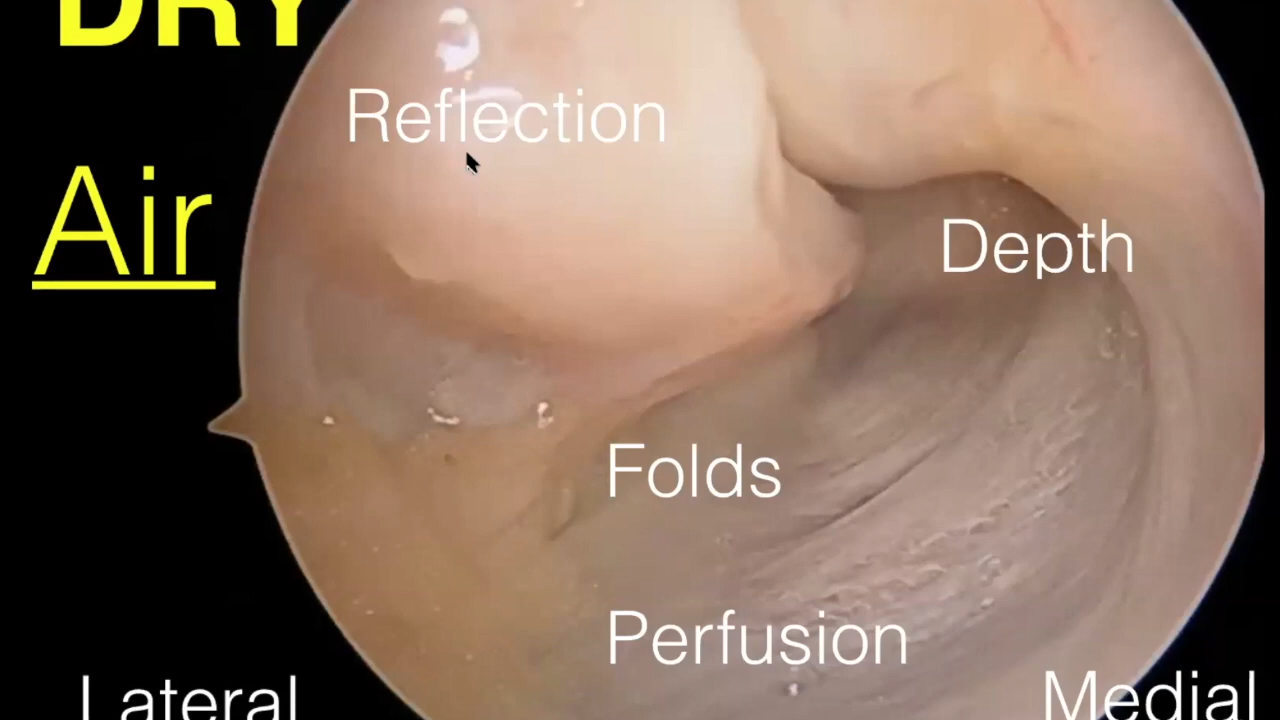 DRY
Air
Reflection
Depth
Folds
Perfusion
Lateral
Medial